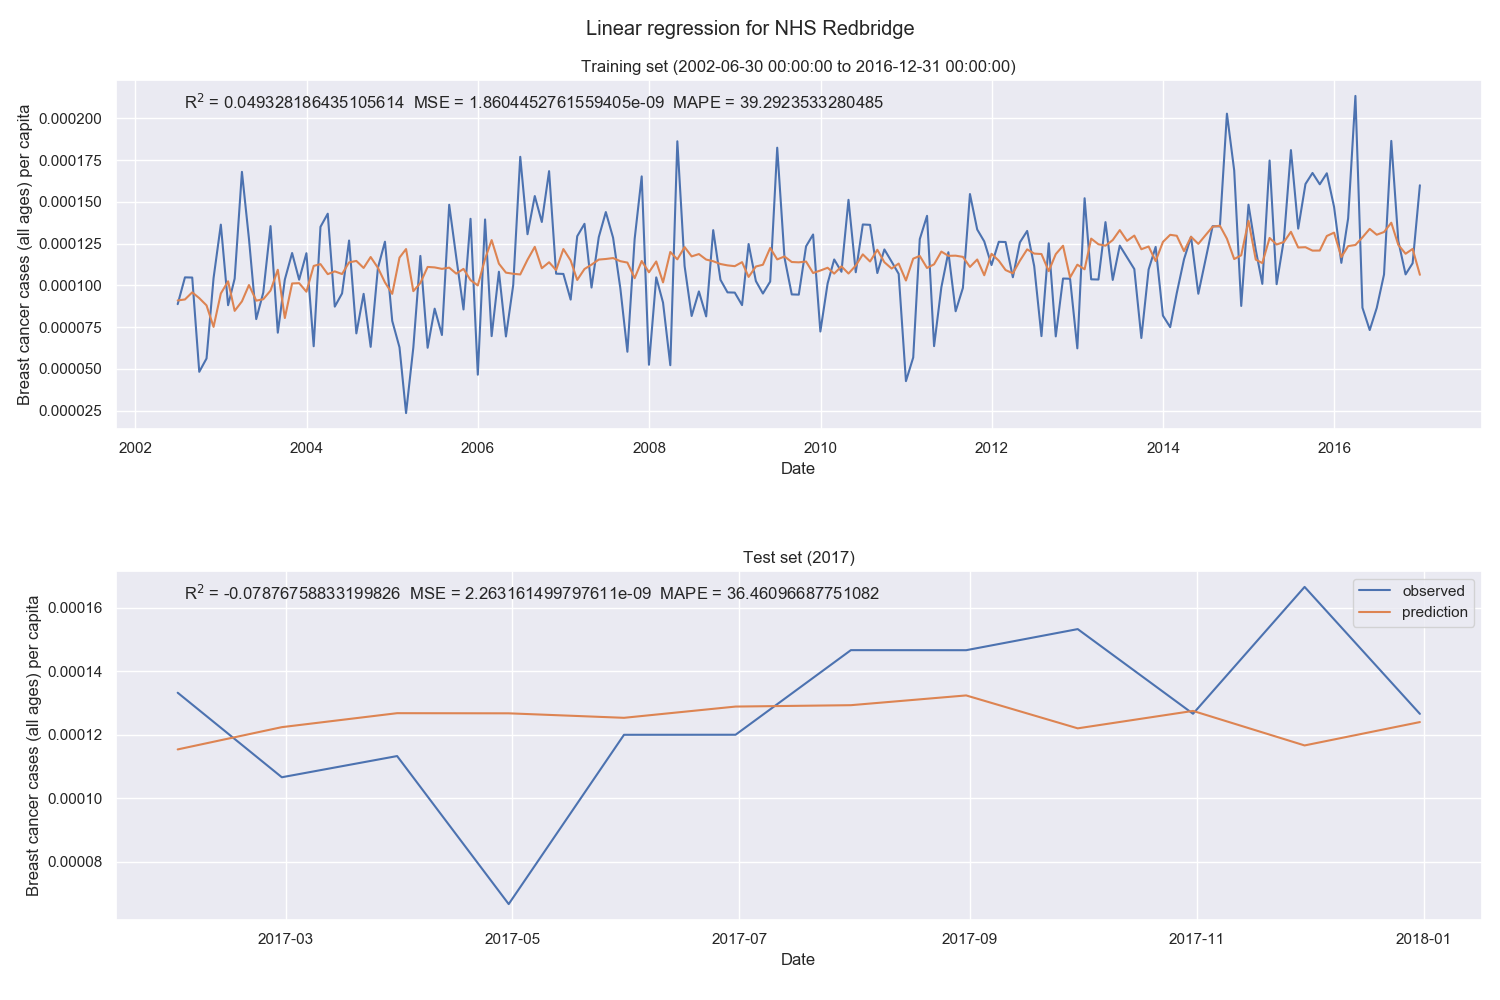 Linear regression for NHS Redbridge
Training set (2002-06-30 00:00:00 to 2016-12-31 00:00:00)
R² = 0.049328186435105614 MSE = 1.8604452761559405e-09 MAPE = 39.2923533280485
Breast cancer cases (all ages) per capita
0.000200
0.000175
0.000150
0.000125
0.000100
0.000075
0.000050
0.000025
2002 2004 2006 2008 2010 2012 2014 2016
Date
Test set (2017)
R² = -0.07876758833199826 MSE = 2.263161499797611e-09 MAPE = 36.46096687751082
observed
prediction
Breast cancer cases (all ages) per capita
0.00016
0.00014
0.00012
0.00010
0.00008
2017-03 2017-05 2017-07 2017-09 2017-11 2018-01
Date